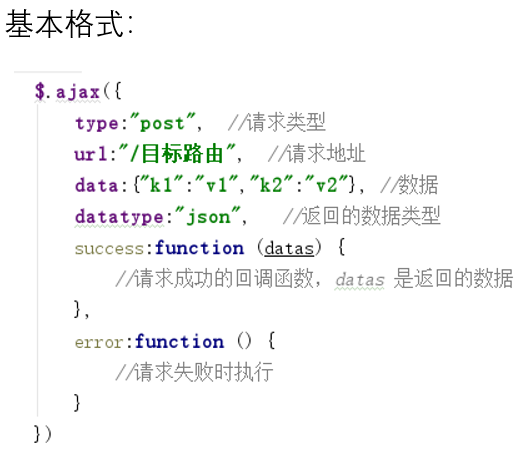 基本格式：
$.ajax({
type:"post", //请求类型
url:"/目标路由", //请求地址
data:{"k1":"v1","k2":"v2"}, //数据
datatype:"json", //返回的数据类型
success:function (datas) {
//请求成功的回调函数，datas 是返回的数据
},
error:function () {
//请求失败时执行
}
})